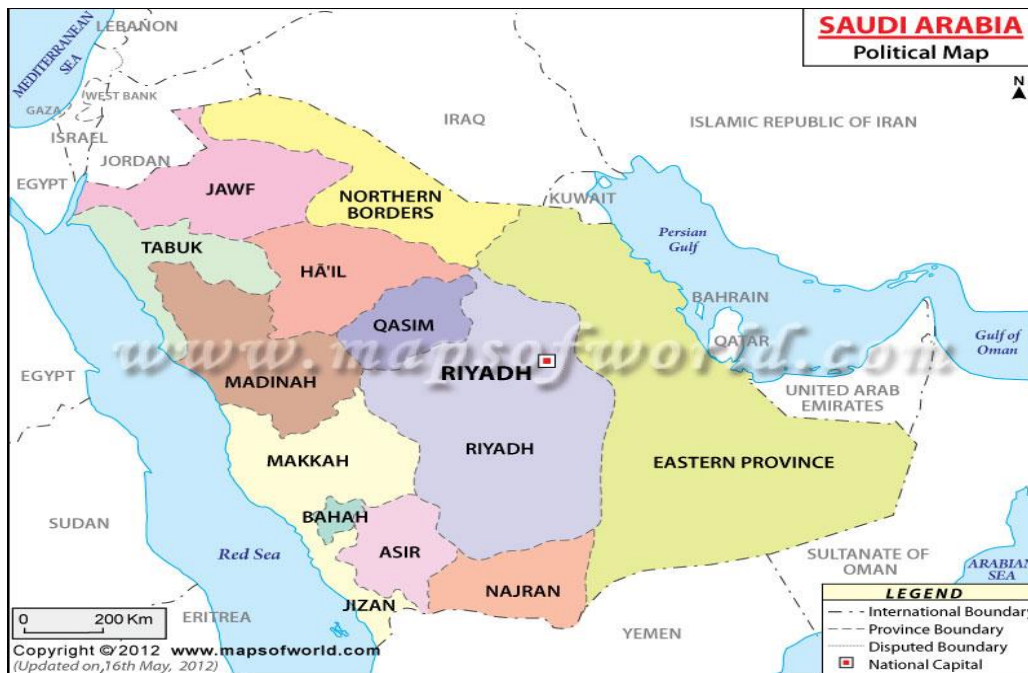 SAUDI ARABIA
Political Map
N
LEBANON
MEDITERRANEAN
SEA
WEST BANK
GAZA
ISRAEL
JORDAN
EGYPT
IRAQ
ISLAMIC REPUBLIC OF IRAN
KUWAIT
JAWF
NORTHERN
BORDERS
TABUK
HĀ'IL
Persian
Gulf
BAHRAIN
QASIM
QATAR
Gulf of
Oman
www.mapsofworld.com
EGYPT
MADINAH
RIYADH
UNITED ARAB
EMIRATES
MAKKAH
RIYADH
EASTERN PROVINCE
BAHAH
SUDAN
Red Sea
ASIR
SULTANATE OF
OMAN
ARABIAN
SEA
NAJRAN
JIZAN
ERITREA
YEMEN
0 200 Km
Copyright © 2012 www.mapsofworld.com
(Updated on,16th May, 2012)
LEGEND
International Boundary
Province Boundary
Disputed Boundary
National Capital